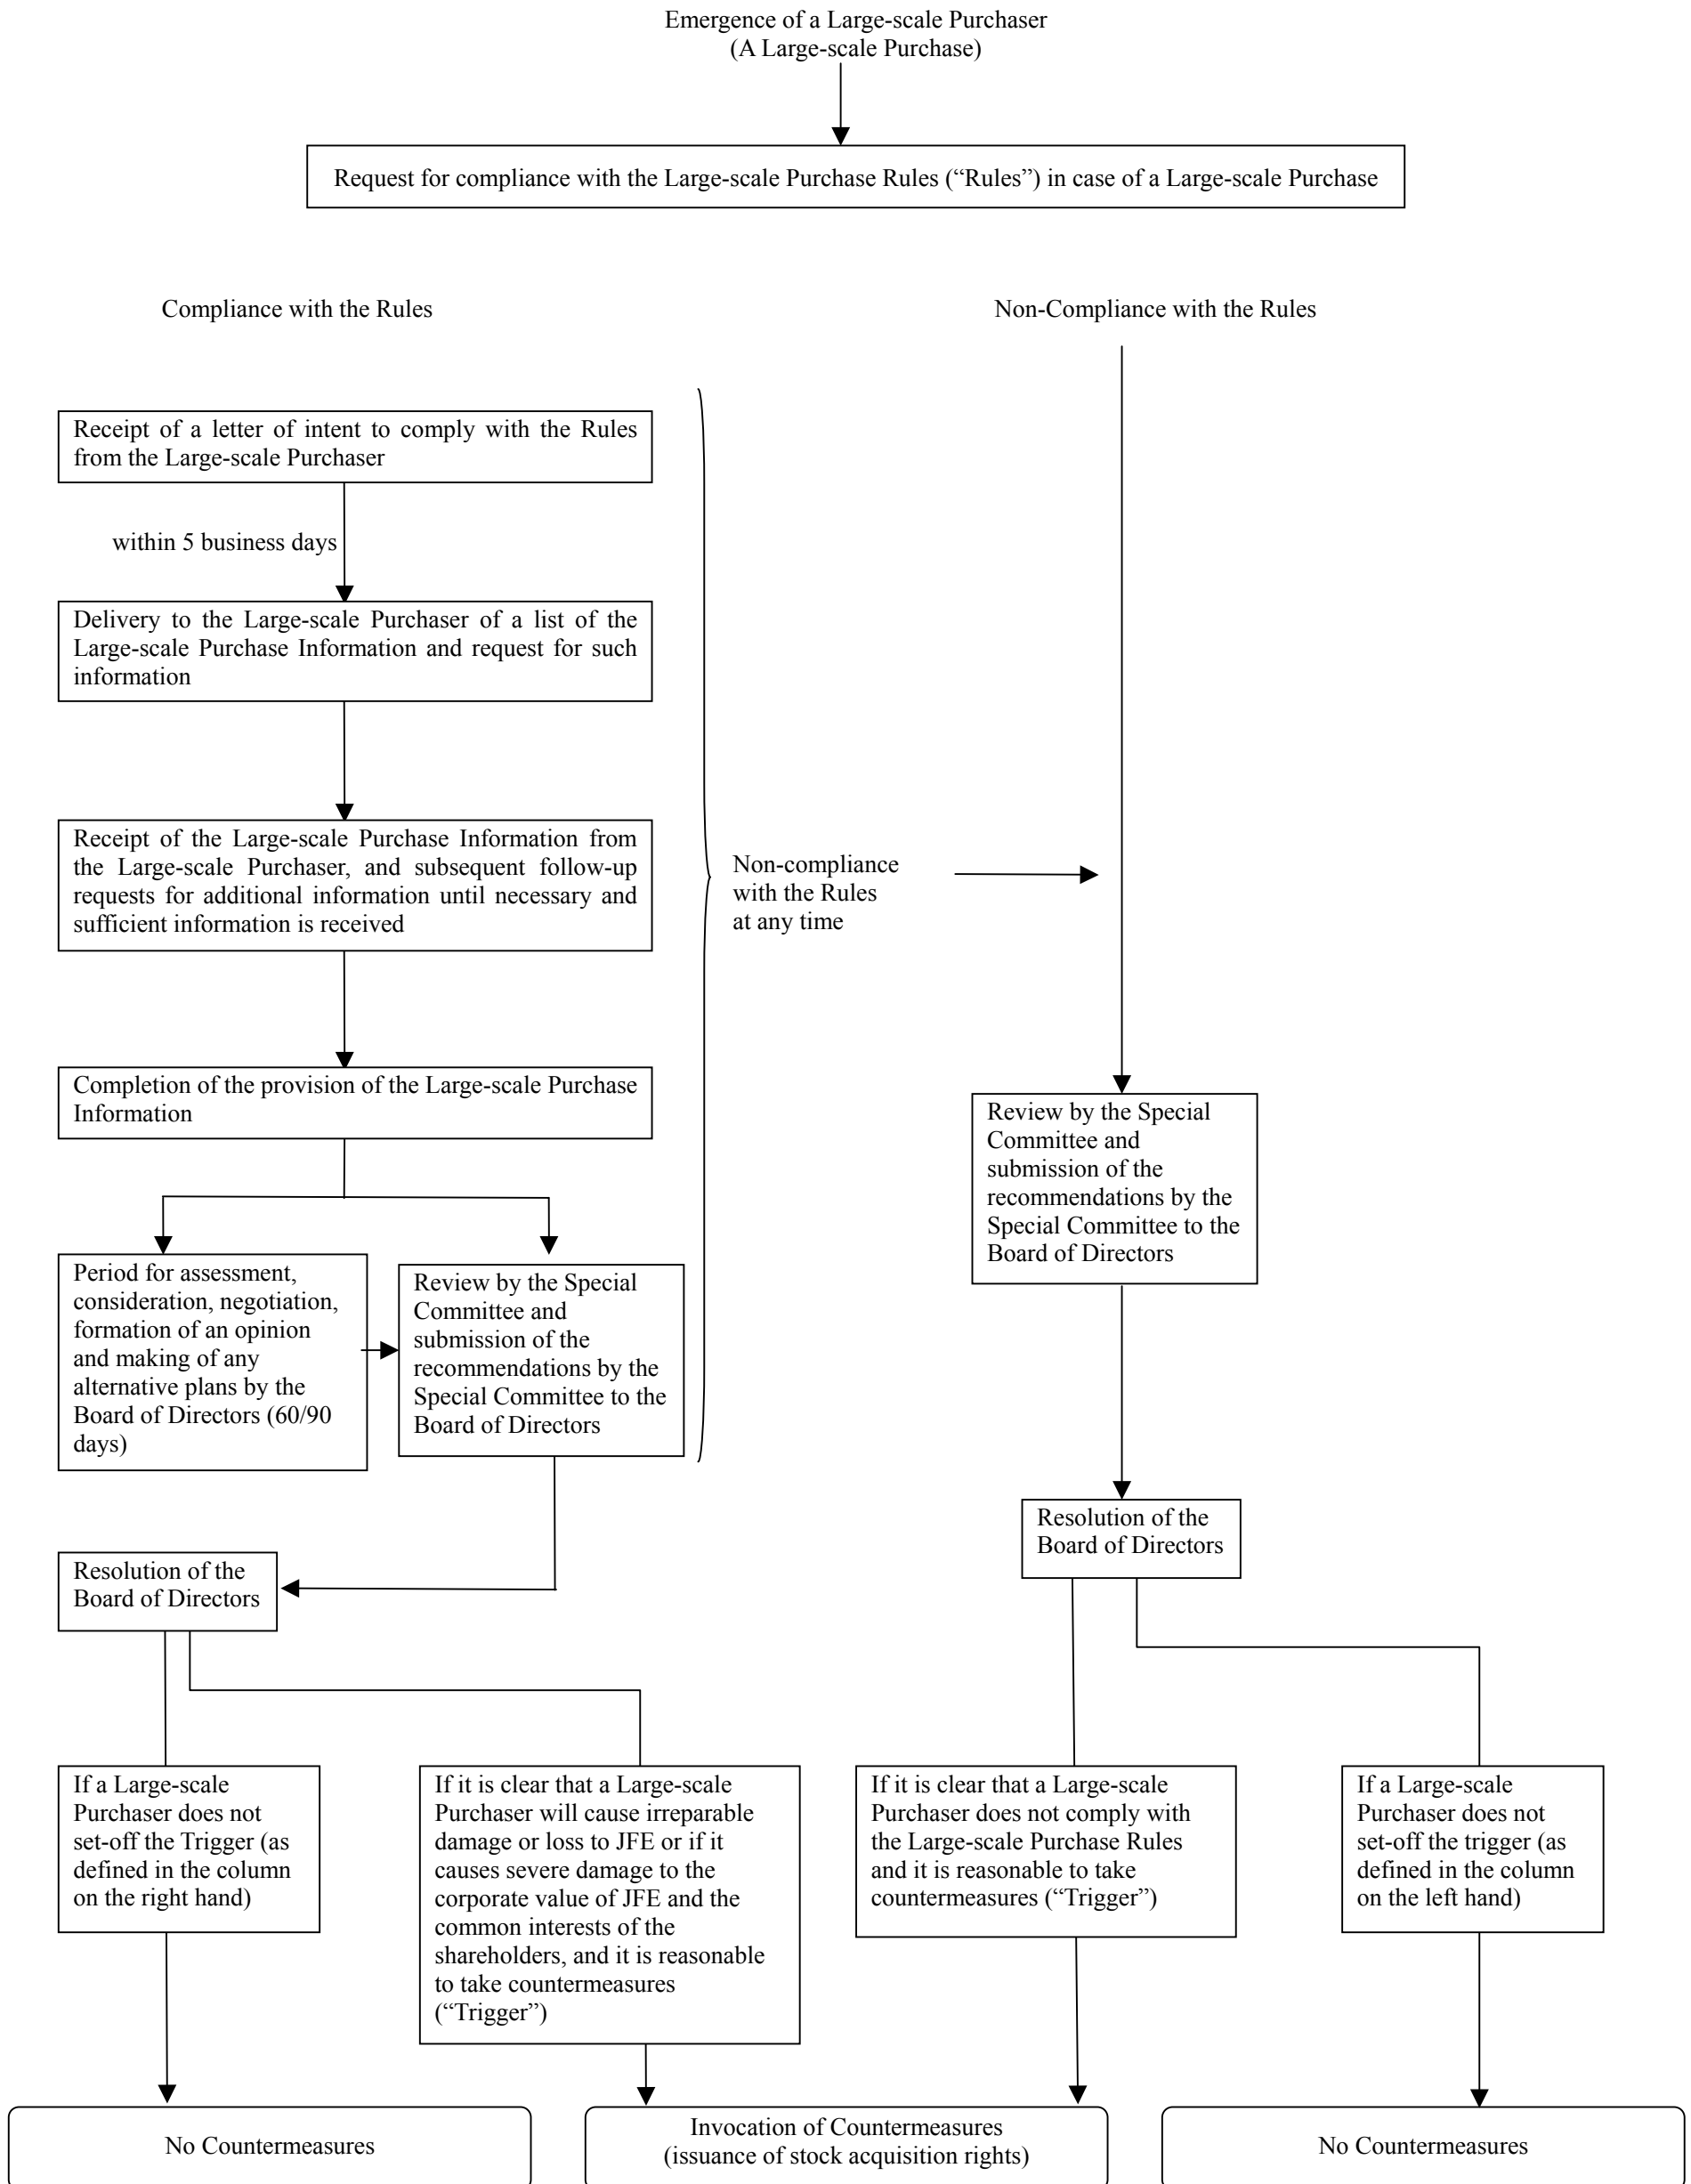 Emergence of a Large-scale Purchaser
(A Large-scale Purchase)
Request for compliance with the Large-scale Purchase Rules (“Rules”) in case of a Large-scale Purchase
Compliance with the Rules
Non-Compliance with the Rules
Receipt of a letter of intent to comply with the Rules
from the Large-scale Purchaser
within 5 business days
Delivery to the Large-scale Purchaser of a list of the
Large-scale Purchase Information and request for such
information
Receipt of the Large-scale Purchase Information from
the Large-scale Purchaser, and subsequent follow-up
requests for additional information until necessary and
sufficient information is received
Non-compliance
with the Rules
at any time
Completion of the provision of the Large-scale Purchase
Information
Review by the Special
Committee and
submission of the
recommendations by the
Special Committee to the
Board of Directors
Period for assessment,
consideration, negotiation,
formation of an opinion
and making of any
alternative plans by the
Board of Directors (60/90
days)
Review by the Special
Committee and
submission of the
recommendations by the
Special Committee to the
Board of Directors
Resolution of the
Board of Directors
Resolution of the
Board of Directors
If a Large-scale
Purchaser does not
set-off the Trigger (as
defined in the column
on the right hand)
If it is clear that a Large-scale
Purchaser will cause irreparable
damage or loss to JFE or if it
causes severe damage to the
corporate value of JFE and the
common interests of the
shareholders, and it is reasonable
to take countermeasures
(“Trigger”)
If it is clear that a Large-scale
Purchaser does not comply with
the Large-scale Purchase Rules
and it is reasonable to take
countermeasures (“Trigger”)
If a Large-scale
Purchaser does not
set-off the trigger (as
defined in the column
on the left hand)
No Countermeasures
Invocation of Countermeasures
(issuance of stock acquisition rights)
No Countermeasures